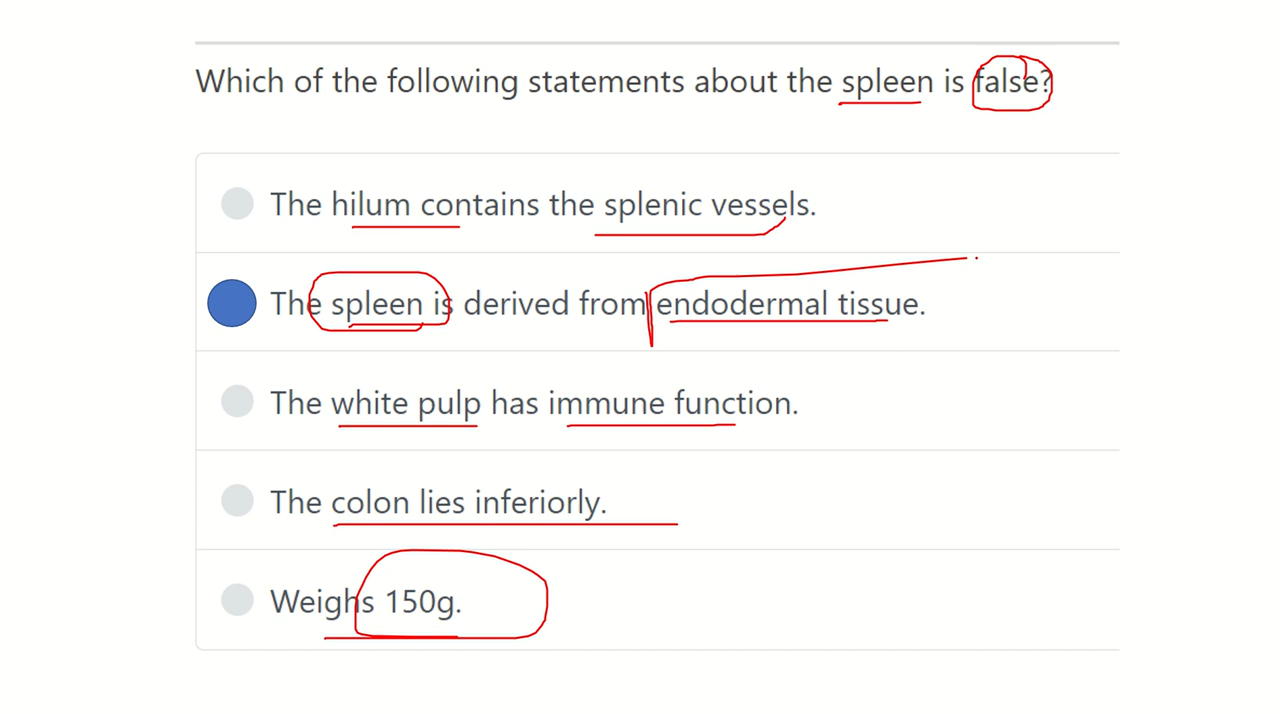 Which of the following statements about the spleen is false?
The hilum contains the splenic vessels.
The spleen is derived from endodermal tissue.
The white pulp has immune function.
The colon lies inferiorly.
Weighs 150g.